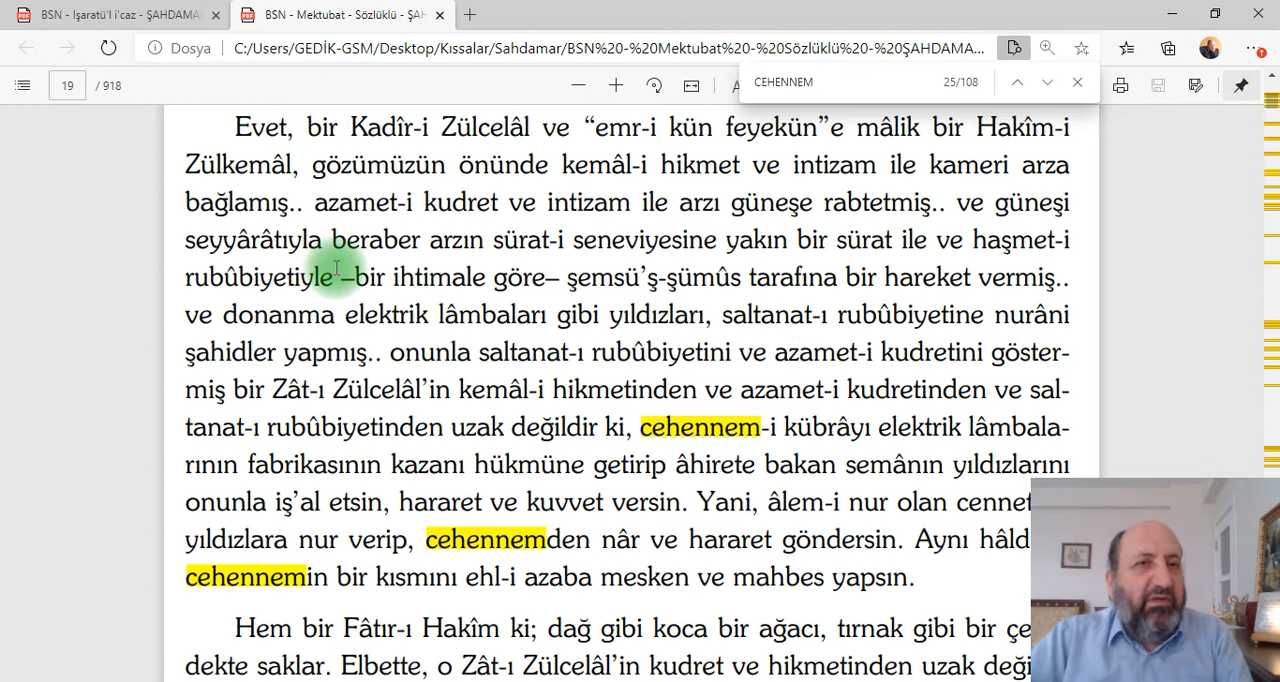 BSN - Işaratü'l i'caz - ŞAHDAMA
BSN - Mektubat - Sözlüklü - ŞAH
Dosya
C:/Users/GEDİK-GSM/Desktop/Kıssalar/Sahdamar/BSN%20-%20Mektubat%20-%20Sözlüklü%20-%20ŞAHDAMA...
19 / 918
CEHENNEM 25/108
Evet, bir Kadîr-i Zülcelâl ve “emr-i kün feyekün”e mâlik bir Hakîm-i
Zülkemâl, gözümüzün önünde kemâl-i hikmet ve intizam ile kameri arza
bağlamış.. azamet-i kudret ve intizam ile arzı güneşe rabtetmiş.. ve güneşi
seyyârâtıyla beraber arzın sürat-i seneviyesine yakın bir sürat ile ve haşmet-i
rubûbiyetiyle –bir ihtimale göre– şemsü’ş-şümûs tarafına bir hareket vermiş..
ve donanma elektrik lâmbaları gibi yıldızları, saltanat-ı rubûbiyetine nurâni
şahidler yapmış.. onunla saltanat-ı rubûbiyetini ve azamet-i kudretini göster-
miş bir Zât-ı Zülcelâl’in kemâl-i hikmetinden ve azamet-i kudretinden ve sal-
tanat-ı rubûbiyetinden uzak değildir ki, cehennem-i kübrâyı elektrik lâmbala-
rının fabrikasının kazanı hükmüne getirip âhirete bakan semânın yıldızlarını
onunla iş’al etsin, hararet ve kuvvet versin. Yani, âlem-i nur olan cennet
yıldızlara nur verip, cehennemden nâr ve hararet göndersin. Aynı hâld
cehennemin bir kısmını ehl-i azaba mesken ve mahbes yapsın.
Hem bir Fâtır-ı Hakîm ki; dağ gibi koca bir ağacı, tırnak gibi bir çe
dekte saklar. Elbette, o Zât-ı Zülcelâl’in kudret ve hikmetinden uzak deği